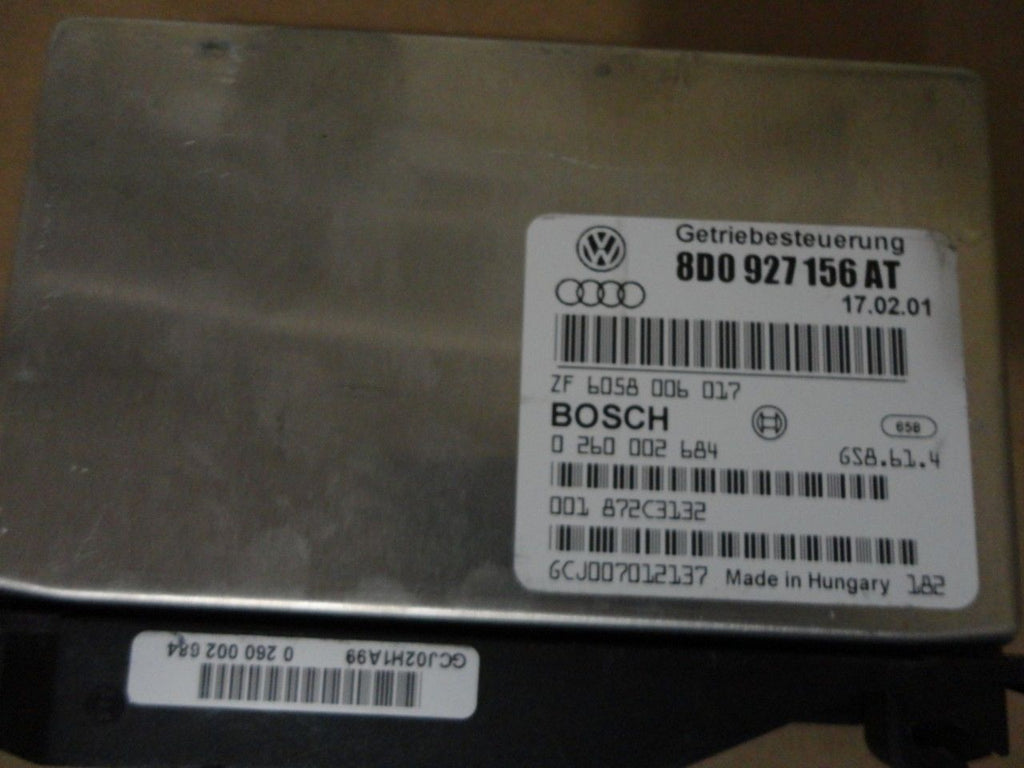 Getriebesteuerung
8D0 927 156 AT
17.02.01
ZF 6058 006 017
BOSCH
658
0 260 002 684 GS8.61.4
001 872C3132
GCJ007012137 Made in Hungary 182
GCJ02H1A99 0 260 002 684